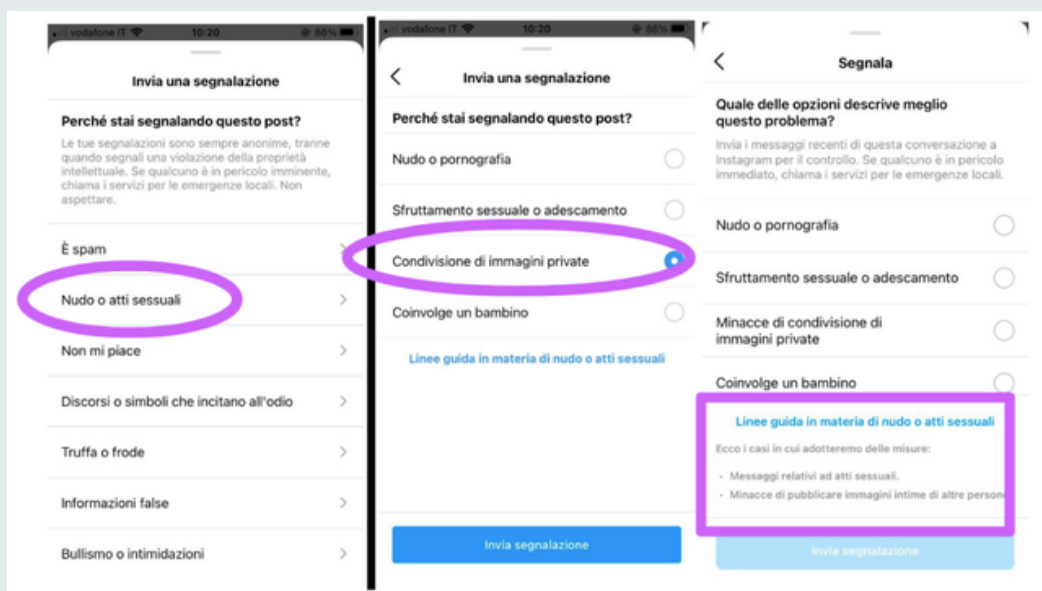 vodafone IT 10:20 86%
Invia una segnalazione
Perché stai segnalando questo post?
Le tue segnalazioni sono sempre anonime, tranne
quando segnali una violazione della proprietà
intellettuale. Se qualcuno è in pericolo imminente,
chiama i servizi per le emergenze locali. Non
aspettare.
È spam
Nudo o atti sessuali
Non mi piace
Discorsi o simboli che incitano all'odio
Truffa o frode
Informazioni false
Bullismo o intimidazioni
vodafone IT 10:20 86%
Invia una segnalazione
Perché stai segnalando questo post?
Nudo o pornografia
Sfruttamento sessuale o adescamento
Condivisione di immagini private
Coinvolge un bambino
Linee guida in materia di nudo o atti sessuali
Invia segnalazione
Segnala
Quale delle opzioni descrive meglio
questo problema?
Invia i messaggi recenti di questa conversazione a
Instagram per il controllo. Se qualcuno è in pericolo
immediato, chiama i servizi per le emergenze locali.
Nudo o pornografia
Sfruttamento sessuale o adescamento
Minacce di condivisione di
immagini private
Coinvolge un bambino
Linee guida in materia di nudo o atti sessuali
Ecco i casi in cui adotteremo delle misure:
- Messaggi relativi ad atti sessuali.
- Minacce di pubblicare immagini intime di altre persone
Invia segnalazione